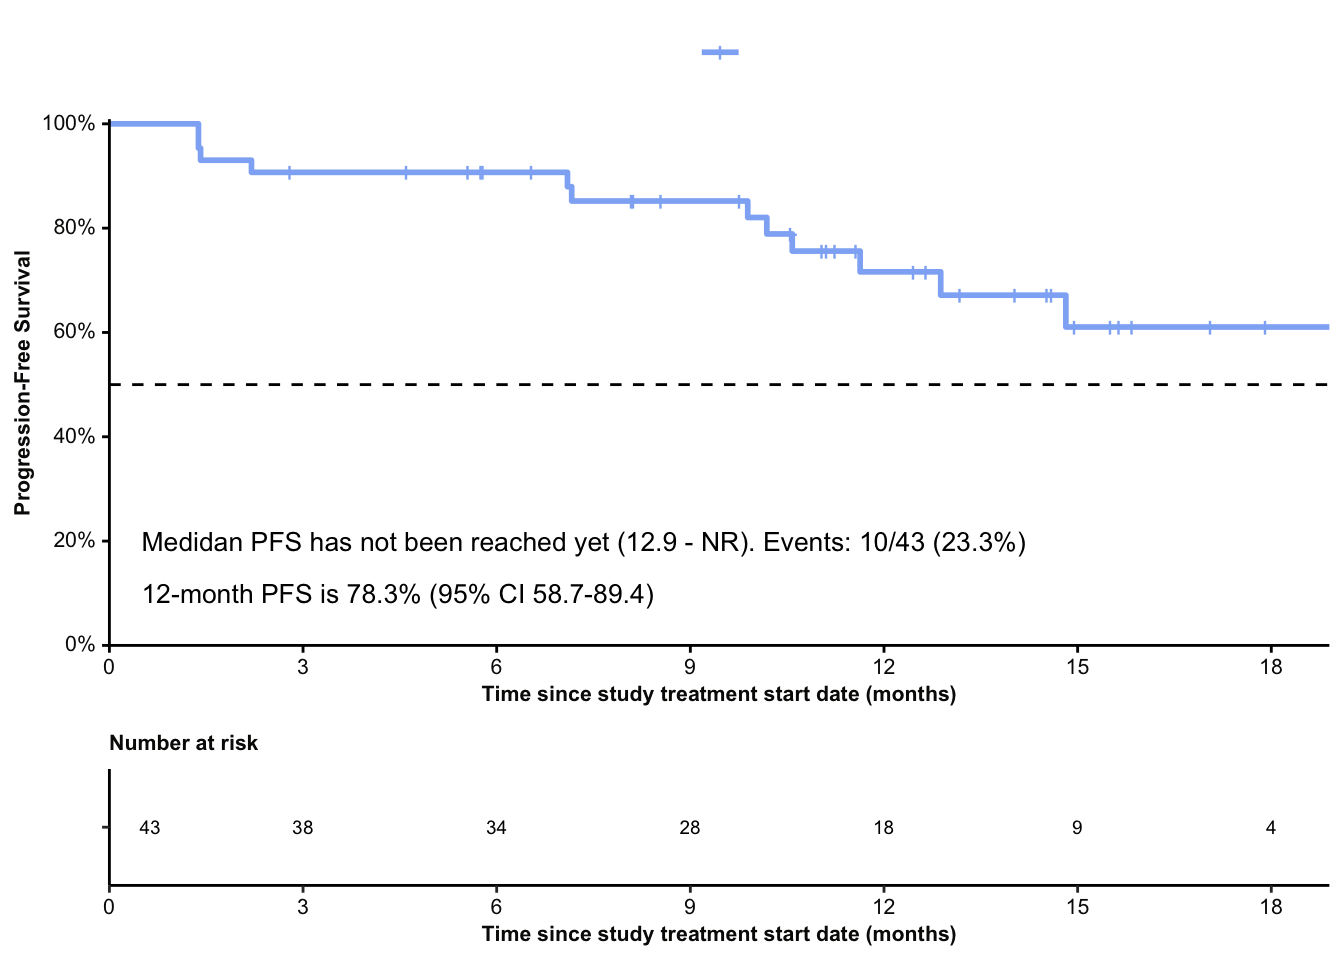 100%
80%
60%
40%
20%
0%
Progression-Free Survival
Medidan PFS has not been reached yet (12.9 - NR). Events: 10/43 (23.3%)
12-month PFS is 78.3% (95% CI 58.7-89.4)
0 3 6 9 12 15 18
Time since study treatment start date (months)
Number at risk
43 38 34 28 18 9 4
0 3 6 9 12 15 18
Time since study treatment start date (months)